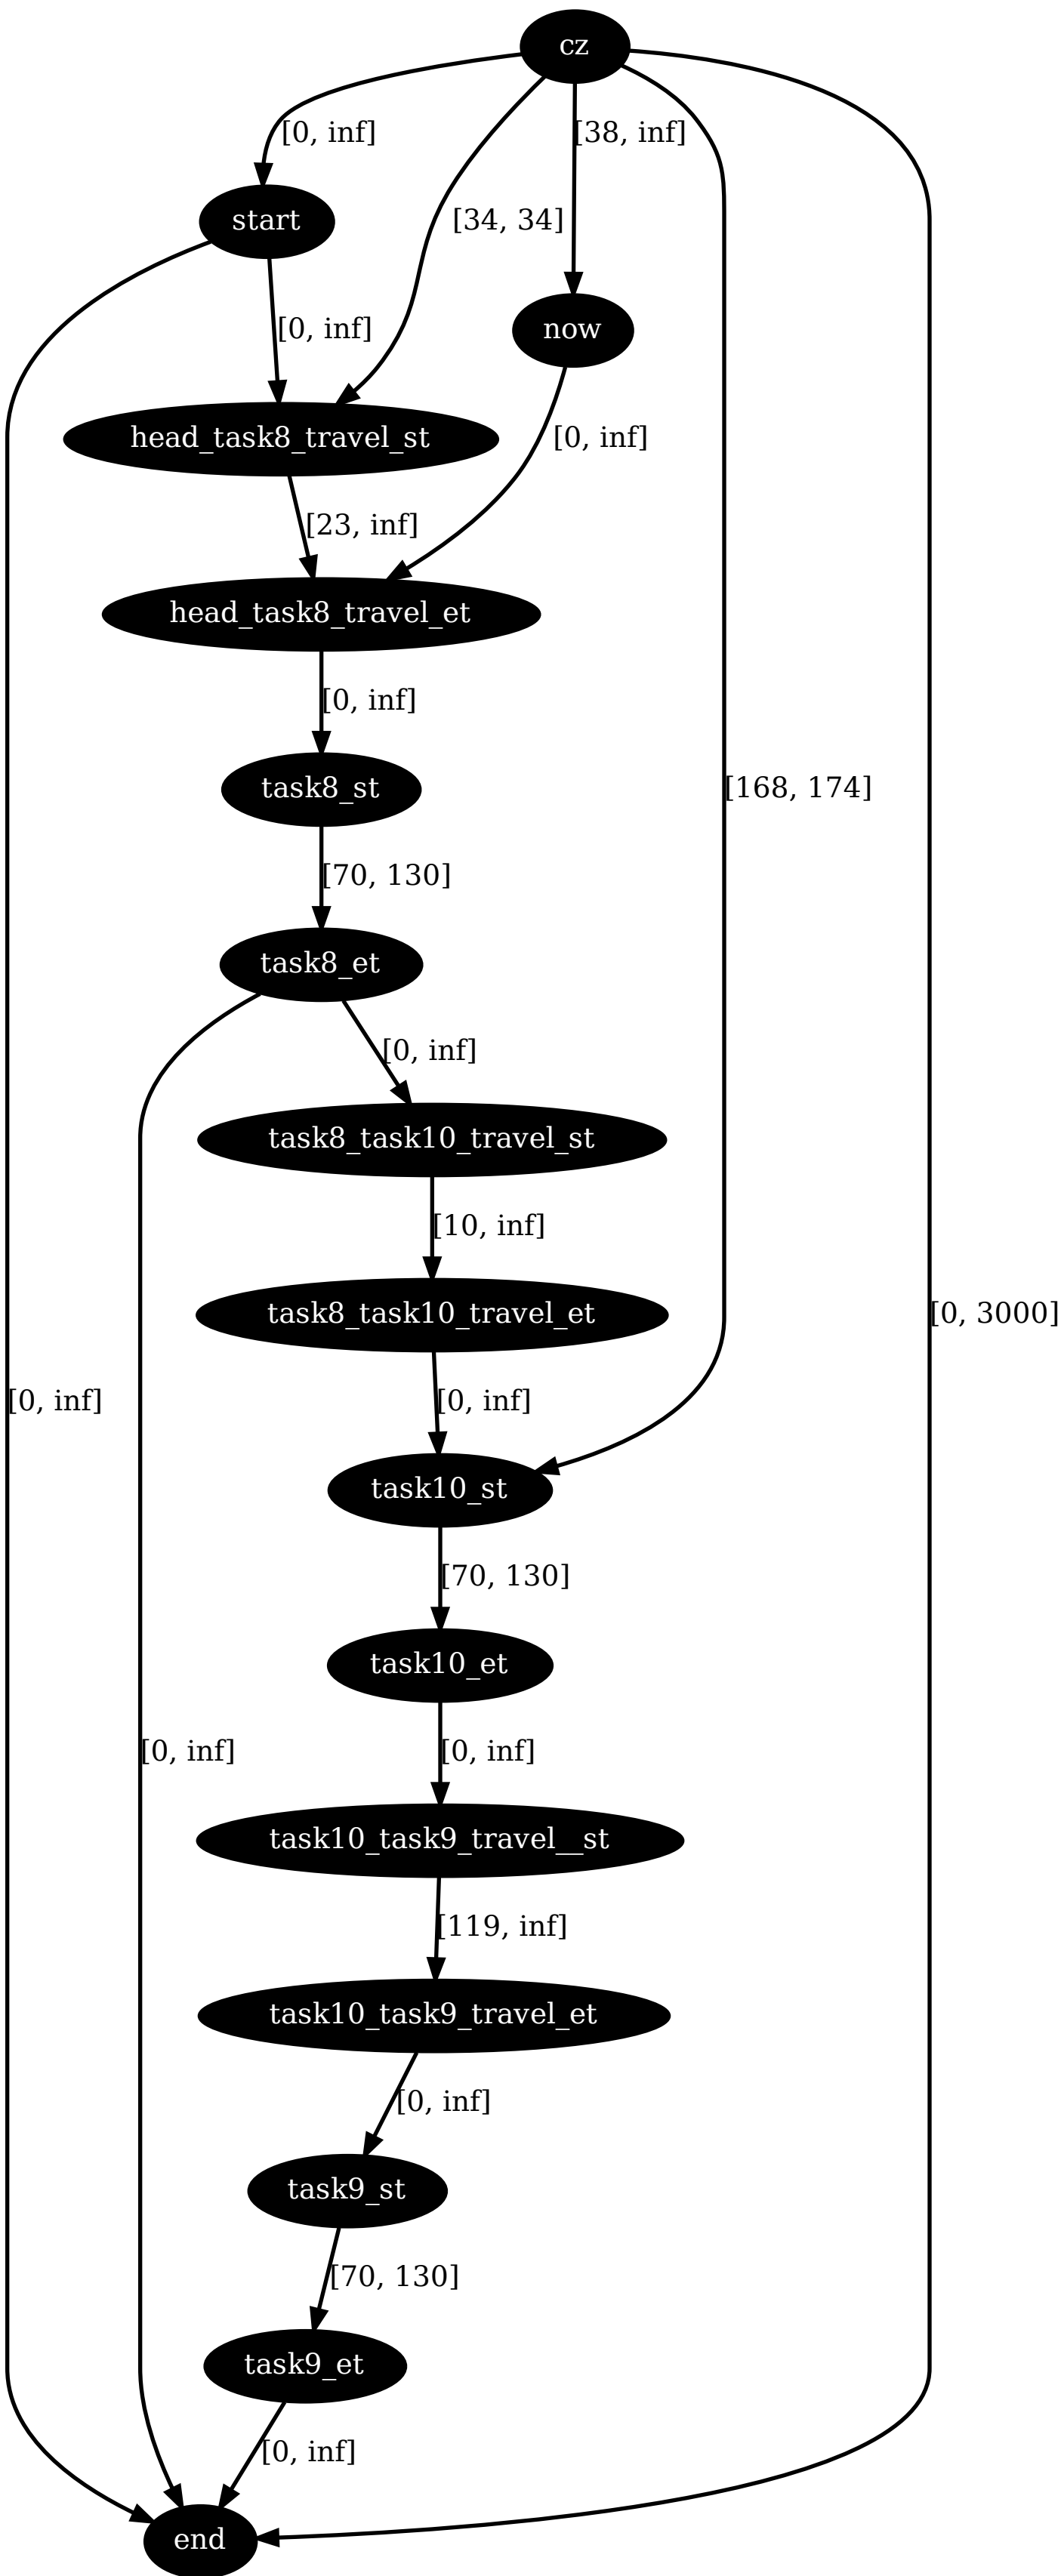 cz
[0, inf]
[38, inf]
start
[34, 34]
now
[0, inf]
head_task8_travel_st
[0, inf]
[23, inf]
head_task8_travel_et
[0, inf]
task8_st
[168, 174]
[70, 130]
task8_et
[0, inf]
task8_task10_travel_st
[10, inf]
task8_task10_travel_et
[0, 3000]
[0, inf]
[0, inf]
task10_st
[70, 130]
task10_et
[0, inf]
[0, inf]
task10_task9_travel__st
[119, inf]
task10_task9_travel_et
[0, inf]
task9_st
[70, 130]
task9_et
[0, inf]
end